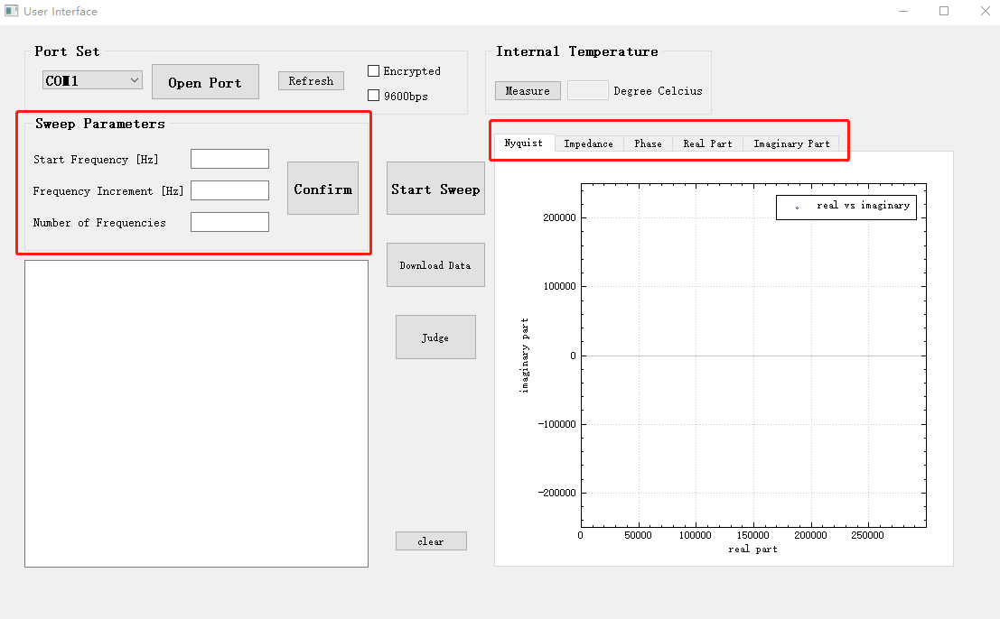 User Interface
Port Set
COM1
Open Port
Refresh
Encrypted
9600bps
Internal Temperature
Measure
Degree Celcius
Sweep Parameters
Start Frequency [Hz]
Frequency Increment [Hz]
Number of Frequencies
Confirm
Start Sweep
Download Data
Judge
clear
Nyquist
Impedance
Phase
Real Part
Imaginary Part
real vs imaginary
200000
100000
0
-100000
-200000
imaginary part
0 50000 100000 150000 200000 250000
real part